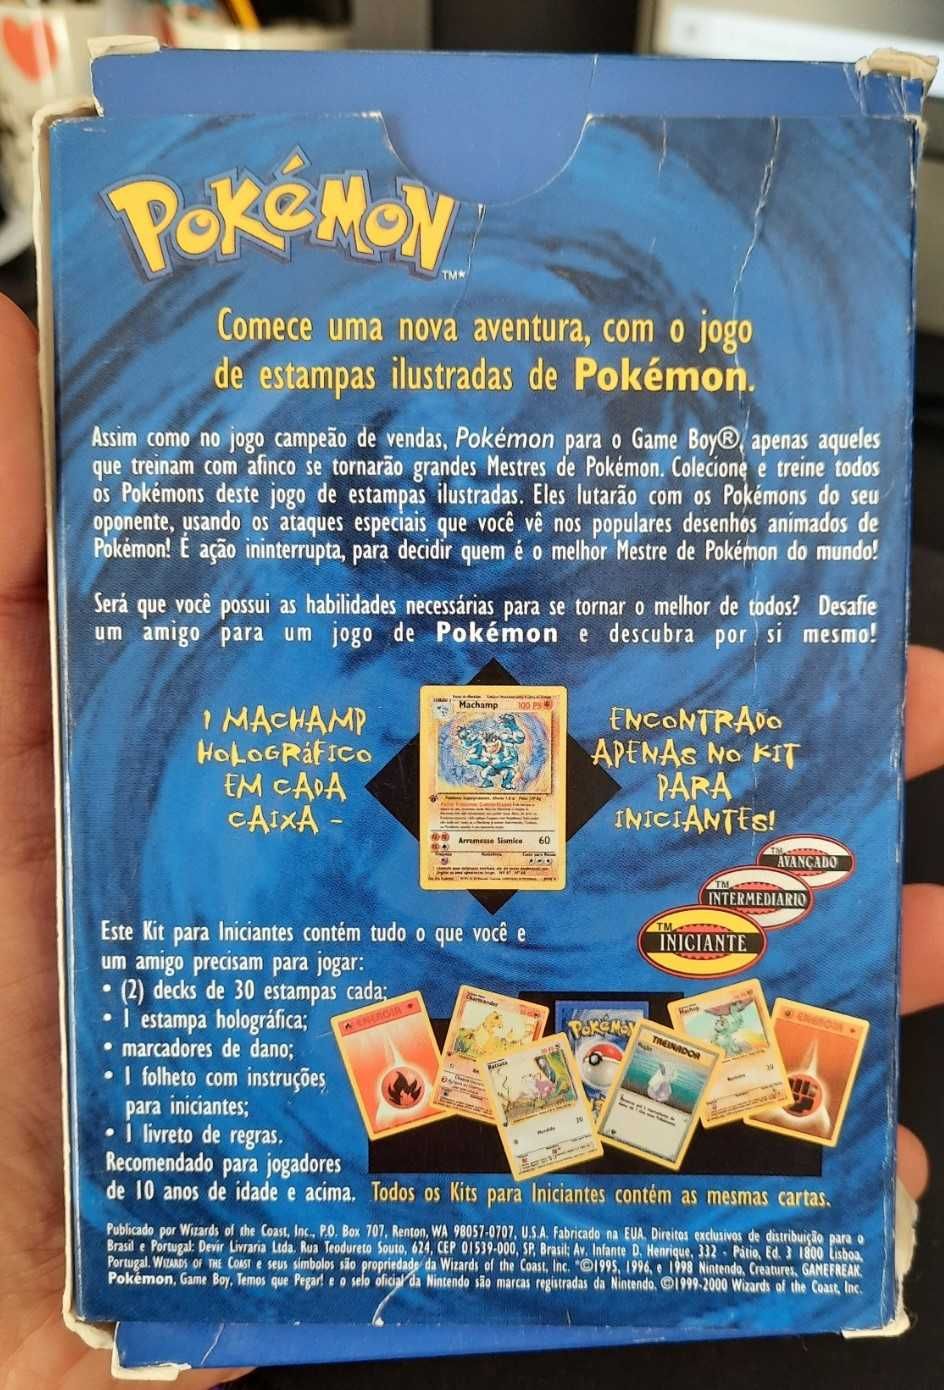 POKéMON
TM*
Comece uma nova aventura, com o jogo
de estampas ilustradas de Pokémon.
Assim como no jogo campeão de vendas, Pokémon para o Game Boy®, apenas aqueles
que treinam com afinco se tornarão grandes Mestres de Pokémon. Colecione e treine todos
os Pokémons deste jogo de estampas ilustradas. Eles lutarão com os Pokémons do seu
oponente, usando os ataques especiais que você vê nos populares desenhos animados de
Pokémon! É ação ininterrupta, para decidir quem é o melhor Mestre de Pokémon do mundo!
Será que você possui as habilidades necessárias para se tornar o melhor de todos? Desafie
um amigo para um jogo de Pokémon e descubra por si mesmo!
1 MACHAMP
HOLOGRÁFICO
EM CADA
CAIXA –
Machamp 100 PS
Arremesso Sísmico 60
ENCONTRADO
APENAS NO KIT
PARA
INICIANTES!
TM
AVANÇADO
TM
INTERMEDIARIO
TM
INICIANTE
Este Kit para Iniciantes contém tudo o que você e
um amigo precisam para jogar:
• (2) decks de 30 estampas cada;
• 1 estampa holográfica;
• marcadores de dano;
• 1 folheto com instruções
para iniciantes;
• 1 livreto de regras.
Recomendado para jogadores
de 10 anos de idade e acima.
ENERGIA
Charmander
Rattata
Mordida 20
POKéMON
TREINADOR
Machop
20
ENERGIA
Todos os Kits para Iniciantes contém as mesmas cartas.
Publicado por Wizards of the Coast, Inc., P.O. Box 707, Renton, WA 98057-0707, U.S.A. Fabricado na EUA. Direitos exclusivos de distribuição para o
Brasil e Portugal: Devir Livraria Ltda. Rua Teodureto Souto, 624, CEP 01539-000, SP, Brasil; Av. Infante D. Henrique, 332 - Pátio, Ed. 3 1800 Lisboa,
Portugal. WIZARDS OF THE COAST e seus símbolos são propriedade da Wizards of the Coast, Inc. *©1995, 1996, e 1998 Nintendo, Creatures, GAMEFREAK.
Pokémon, Game Boy, Temos que Pegar! e o selo oficial da Nintendo são marcas registradas da Nintendo. ©1999-2000 Wizards of the Coast, Inc.